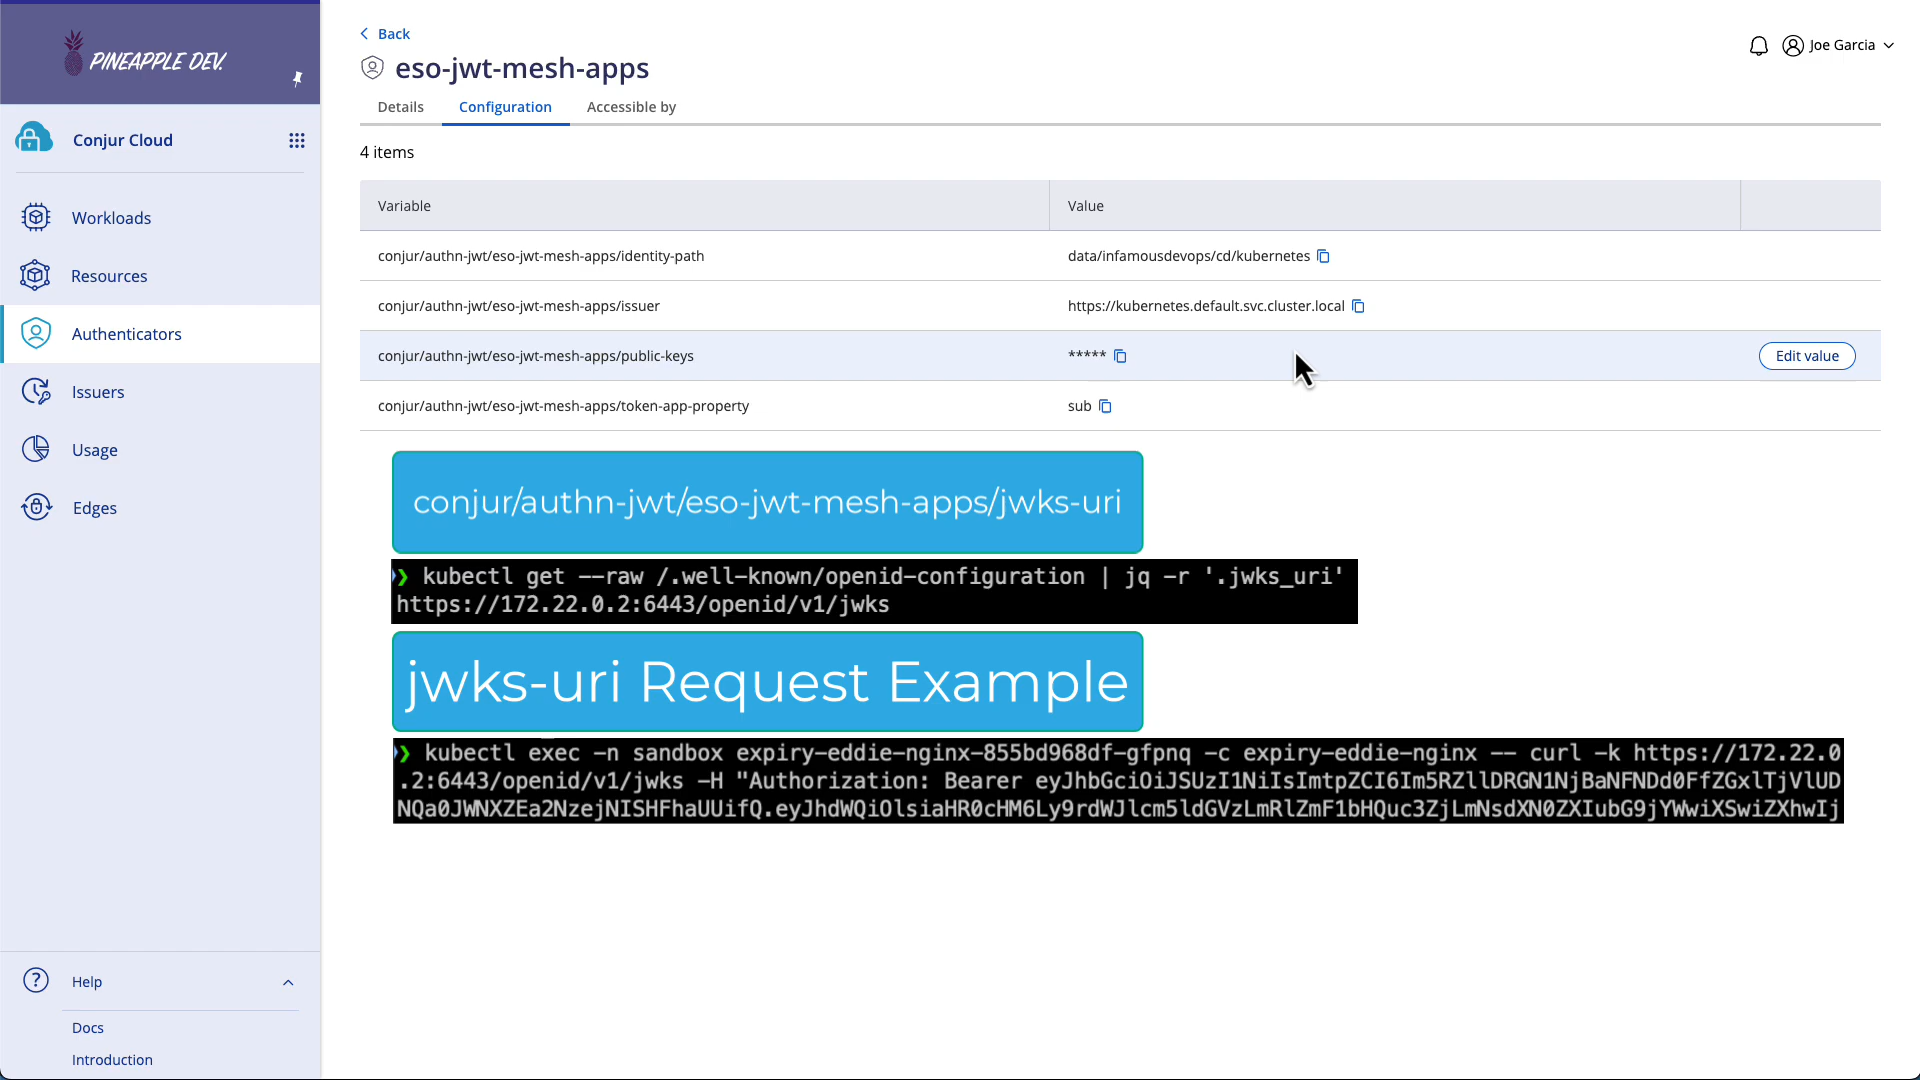 PINEAPPLE DEV.
Conjur Cloud
Workloads
Resources
Authenticators
Issuers
Usage
Edges
Help
Docs
Introduction
Back
Joe Garcia
eso-jwt-mesh-apps
Details Configuration Accessible by
4 items
Variable Value
conjur/authn-jwt/eso-jwt-mesh-apps/identity-path data/infamousdevops/cd/kubernetes
conjur/authn-jwt/eso-jwt-mesh-apps/issuer https://kubernetes.default.svc.cluster.local
conjur/authn-jwt/eso-jwt-mesh-apps/public-keys ***** Edit value
conjur/authn-jwt/eso-jwt-mesh-apps/token-app-property sub
conjur/authn-jwt/eso-jwt-mesh-apps/jwks-uri
❯ kubectl get --raw /.well-known/openid-configuration | jq -r '.jwks_uri'
https://172.22.0.2:6443/openid/v1/jwks
jwks-uri Request Example
❯ kubectl exec -n sandbox expiry-eddie-nginx-855bd968df-gfpnq -c expiry-eddie-nginx -- curl -k https://172.22.0
.2:6443/openid/v1/jwks -H "Authorization: Bearer eyJhbGciOiJSUzI1NiIsImtpZCI6Im5RZllDRGN1NjBaNFNDd0FfZGxlTjVlUD
NQa0JWNXZEa2NzejNISHFhaUUifQ.eyJhdWQiOlsiaHR0cHM6Ly9rdWJlcm5ldGVzLmRlZmF1bHQuc3ZjLmNsdXN0ZXIubG9jYWwiXSwiZXhwIj